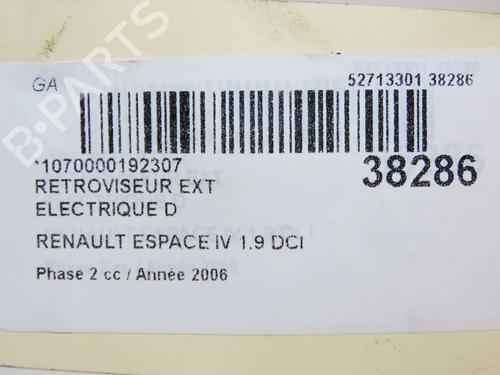 GA
52713301 38286
*1070000192307
38286
RETROVISEUR EXT
ELECTRIQUE D
RENAULT ESPACE IV 1.9 DCI
Phase 2 cc / Année 2006
B-PARTS